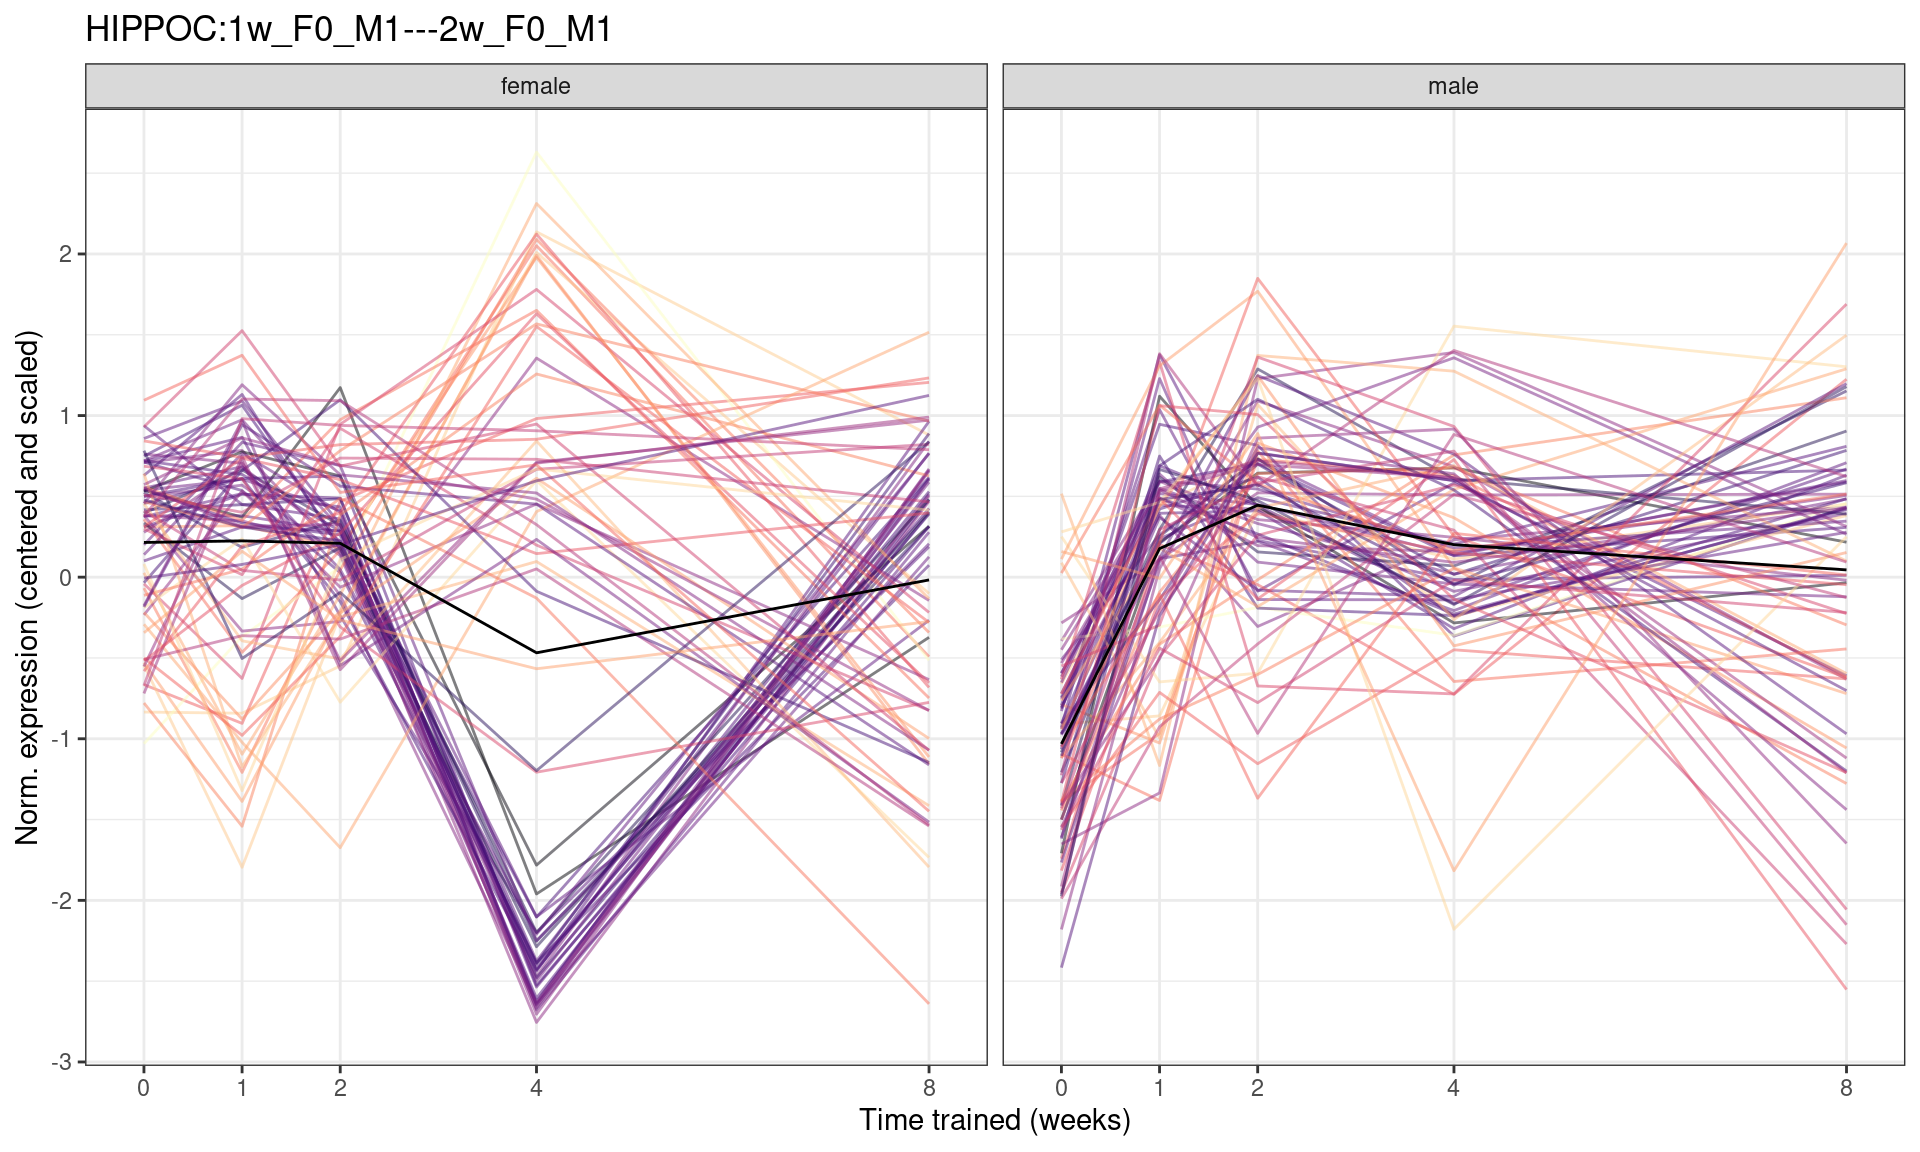 HIPPOC:1w_F0_M1---2w_F0_M1
female
male
Norm. expression (centered and scaled)
2
1
0
-1
-2
-3
0 1 2 4 8
0 1 2 4 8
Time trained (weeks)